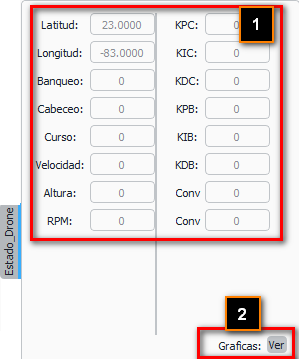 Latitud: 23.0000 KPC: 0 1
Longitud: -83.0000 KIC: 0
Banqueo: 0 KDC: 0
Cabeceo: 0 KPB: 0
Curso: 0 KIB: 0
Velocidad: 0 KDB: 0
Altura: 0 Conv 0
RPM: 0 Conv 0
Estado_Drone
2
Graficas: Ver